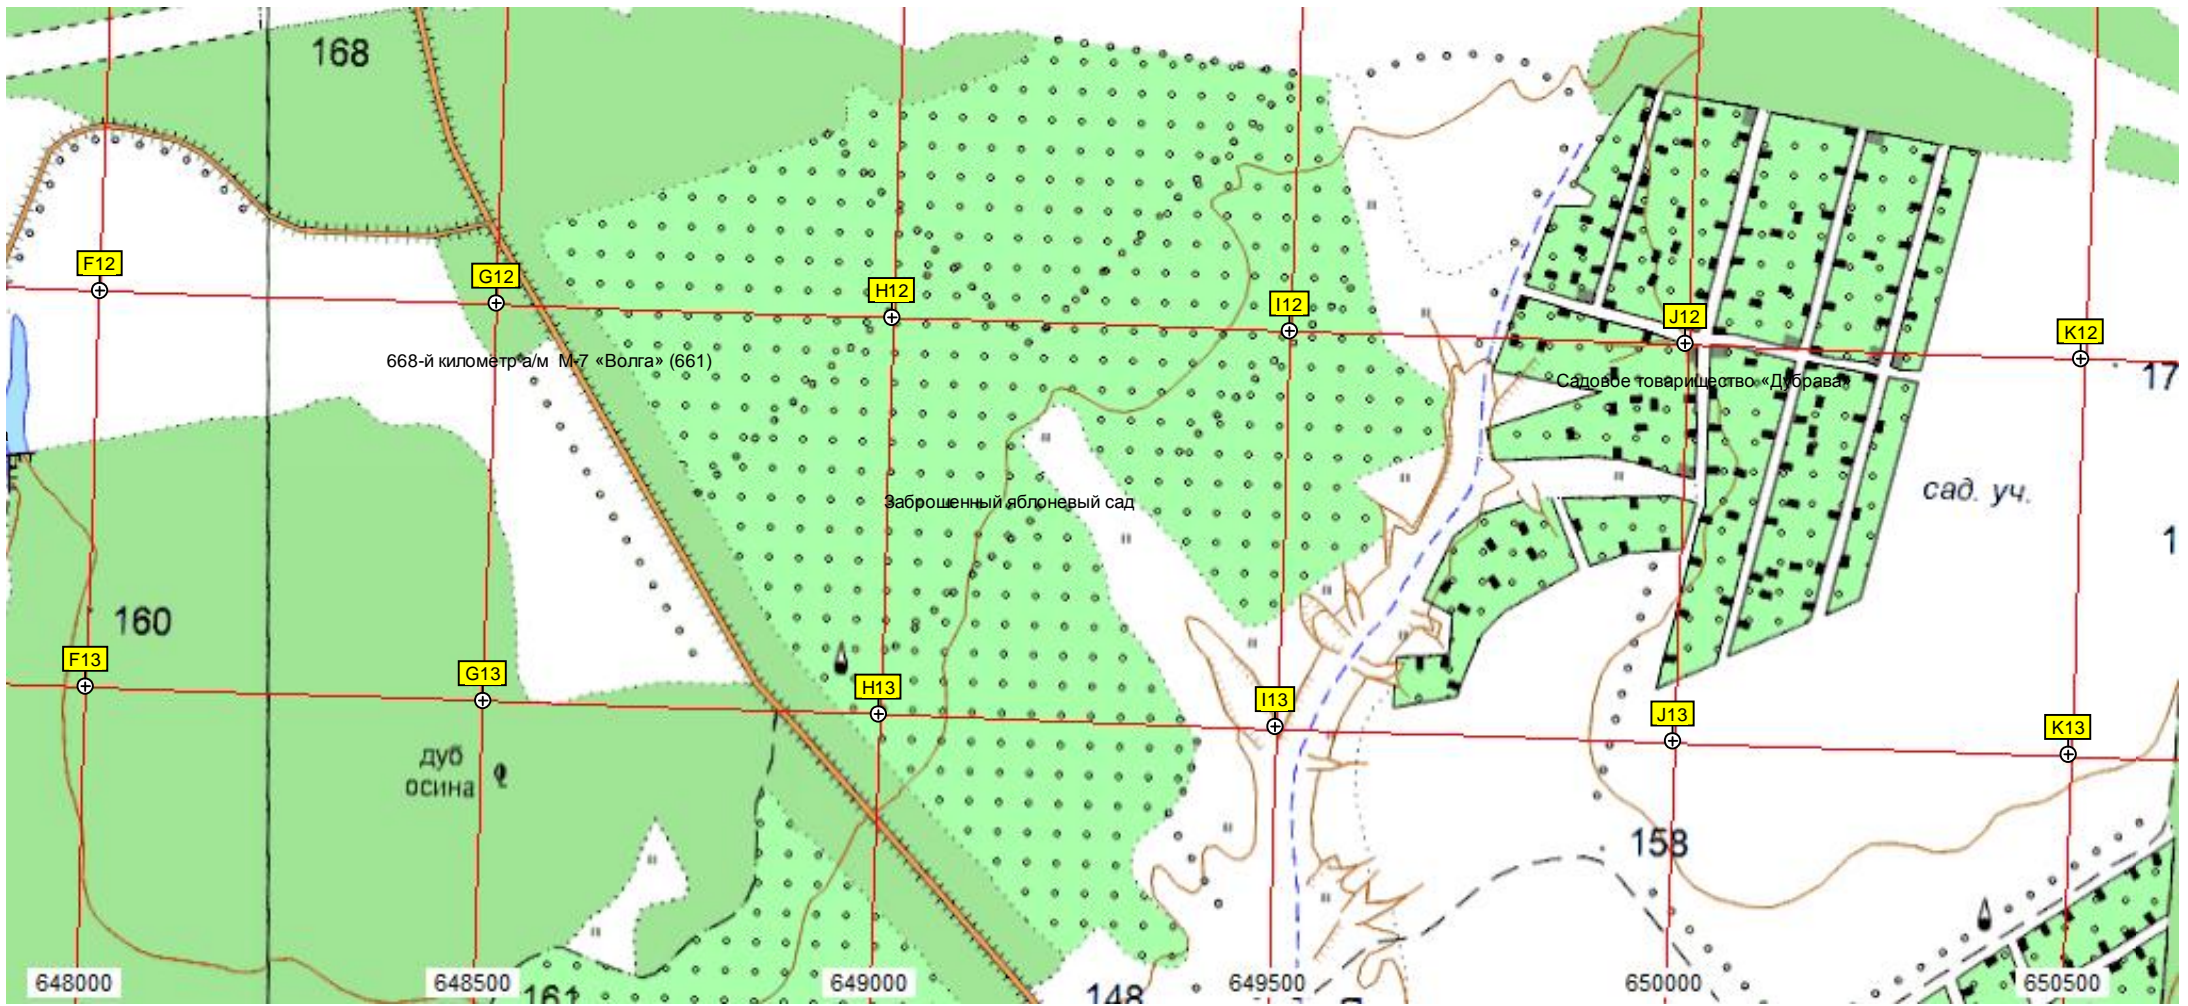 168
F12
G12
H12
I12
J12
K12
668-й километр а/м М-7 «Волга» (661)
Садовое товарищество «Дубрава»
17
сад. уч.
Заброшенный яблоневый сад
1
160
F13
G13
H13
I13
J13
K13
дуб
осина
158
648000
648500
649000
649500
650000
650500
161
148